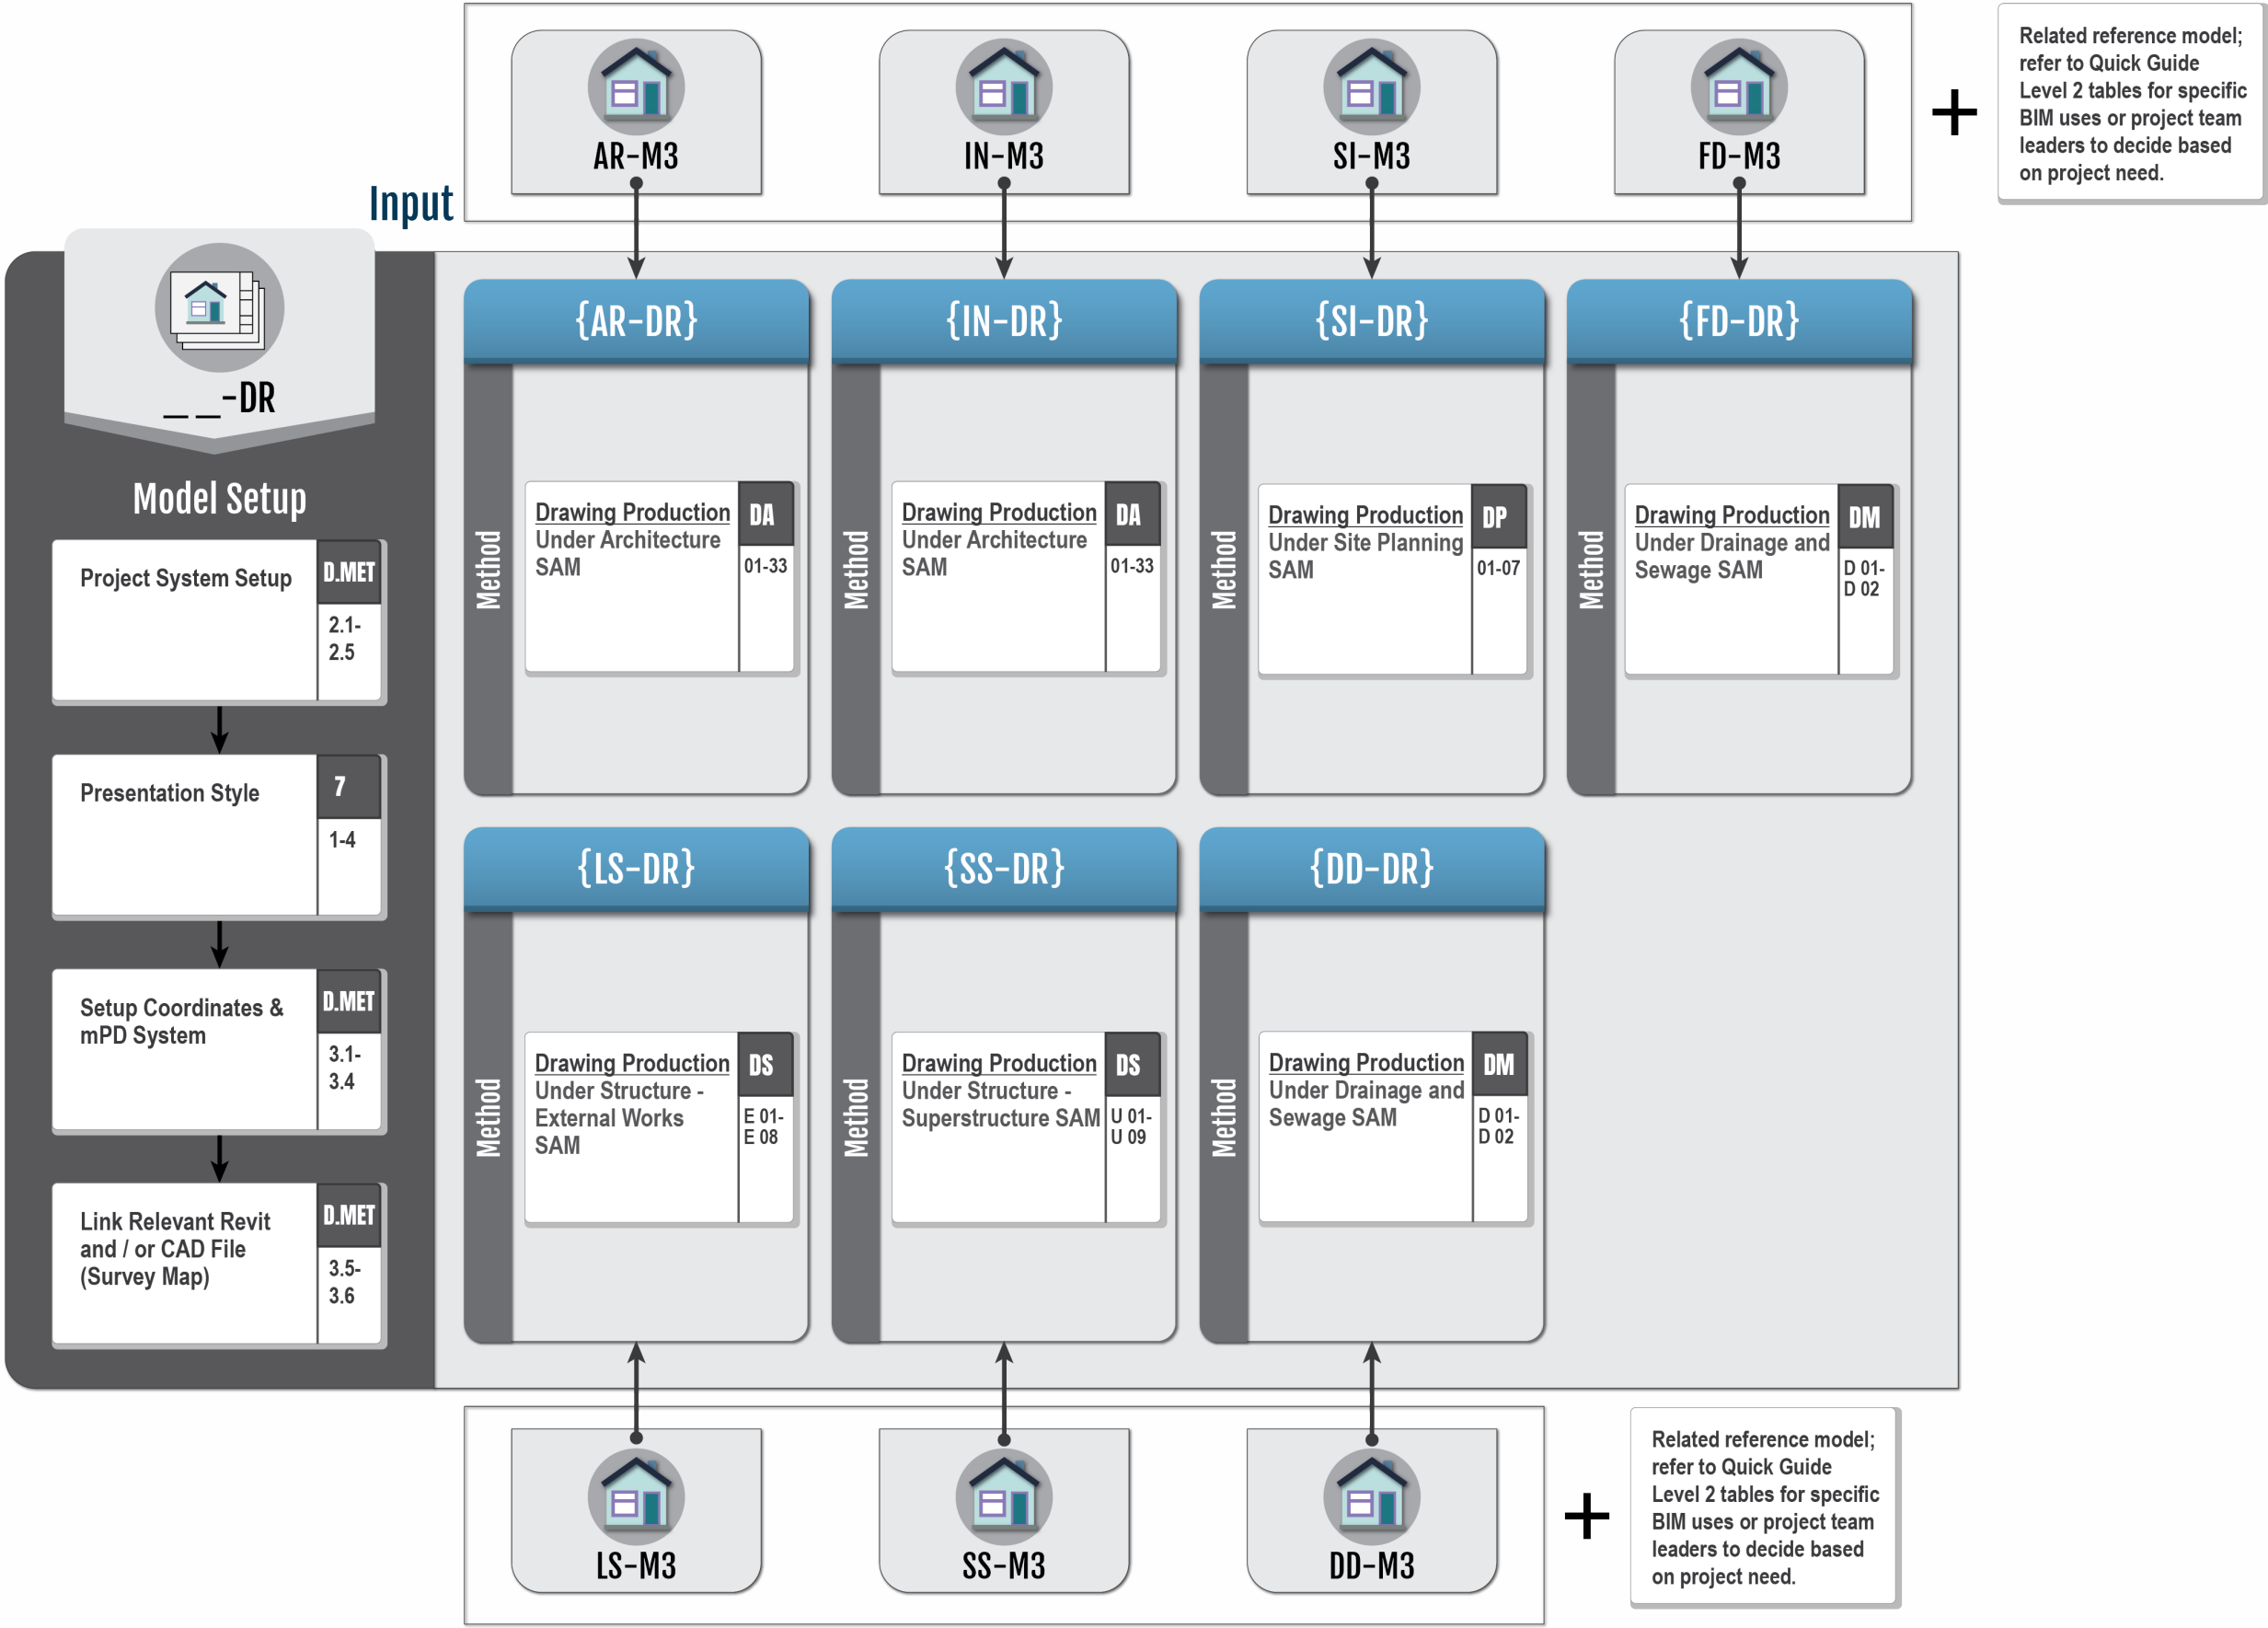 AR-M3
IN-M3
SI-M3
FD-M3
+
Related reference model;
refer to Quick Guide
Level 2 tables for specific
BIM uses or project team
leaders to decide based
on project need.
Input
_ _-DR
Model Setup
Project System Setup
D.MET
2.1-
2.5
Presentation Style
7
1-4
Setup Coordinates &
mPD System
D.MET
3.1-
3.4
Link Relevant Revit
and / or CAD File
(Survey Map)
D.MET
3.5-
3.6
{AR-DR}
Method
Drawing Production
Under Architecture
SAM
DA
01-33
{IN-DR}
Method
Drawing Production
Under Architecture
SAM
DA
01-33
{SI-DR}
Method
Drawing Production
Under Site Planning
SAM
DP
01-07
{FD-DR}
Method
Drawing Production
Under Drainage and
Sewage SAM
DM
D 01-
D 02
{LS-DR}
Method
Drawing Production
Under Structure -
External Works
SAM
DS
E 01-
E 08
{SS-DR}
Method
Drawing Production
Under Structure -
Superstructure SAM
DS
U 01-
U 09
{DD-DR}
Method
Drawing Production
Under Drainage and
Sewage SAM
DM
D 01-
D 02
LS-M3
SS-M3
DD-M3
+
Related reference model;
refer to Quick Guide
Level 2 tables for specific
BIM uses or project team
leaders to decide based
on project need.